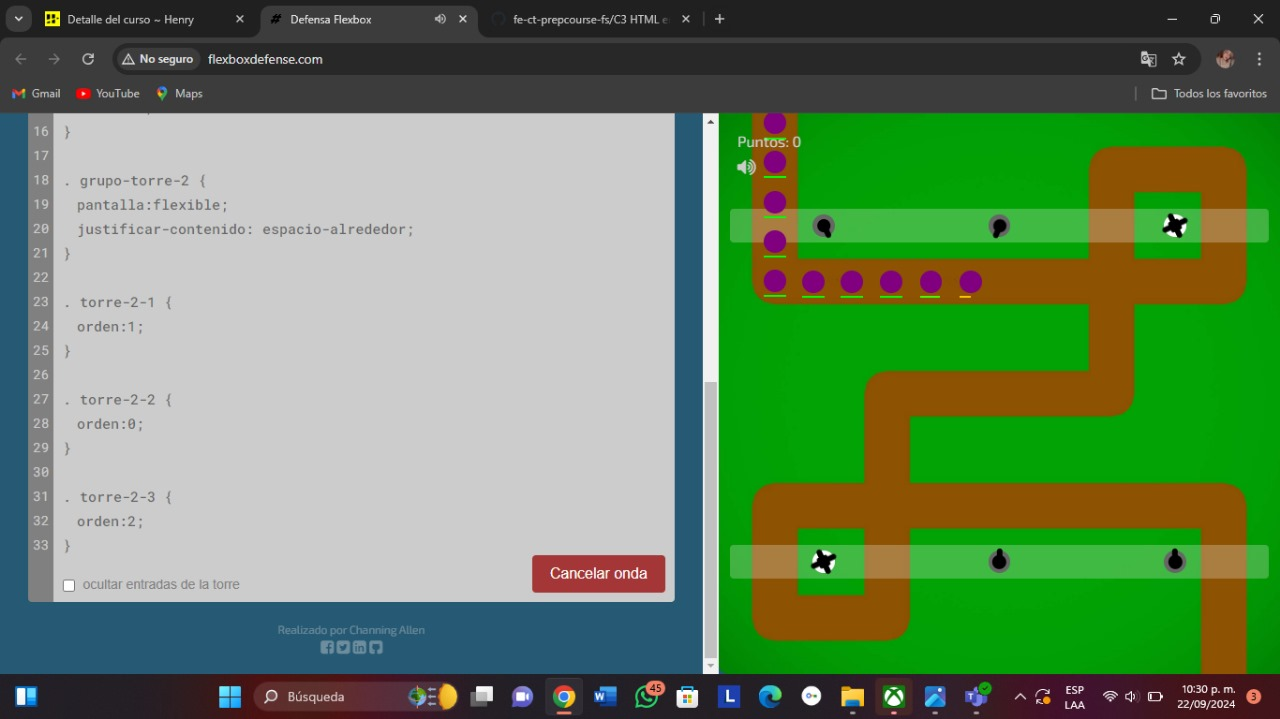 Detalle del curso ~ Henry
Defensa Flexbox
fe-ct-prepcourse-fs/C3 HTML e
No seguro
flexboxdefense.com
Gmail
YouTube
Maps
Todos los favoritos
16 }
17
18 . grupo-torre-2 {
19 pantalla:flexible;
20 justificar-contenido: espacio-alrededor;
21 }
22
23 . torre-2-1 {
24 orden:1;
25 }
26
27 . torre-2-2 {
28 orden:0;
29 }
30
31 . torre-2-3 {
32 orden:2;
33 }
ocultar entradas de la torre
Cancelar onda
Realizado por Channing Allen
Puntos: 0
Búsqueda
45
ESP
LAA
10:30 p. m.
22/09/2024
3